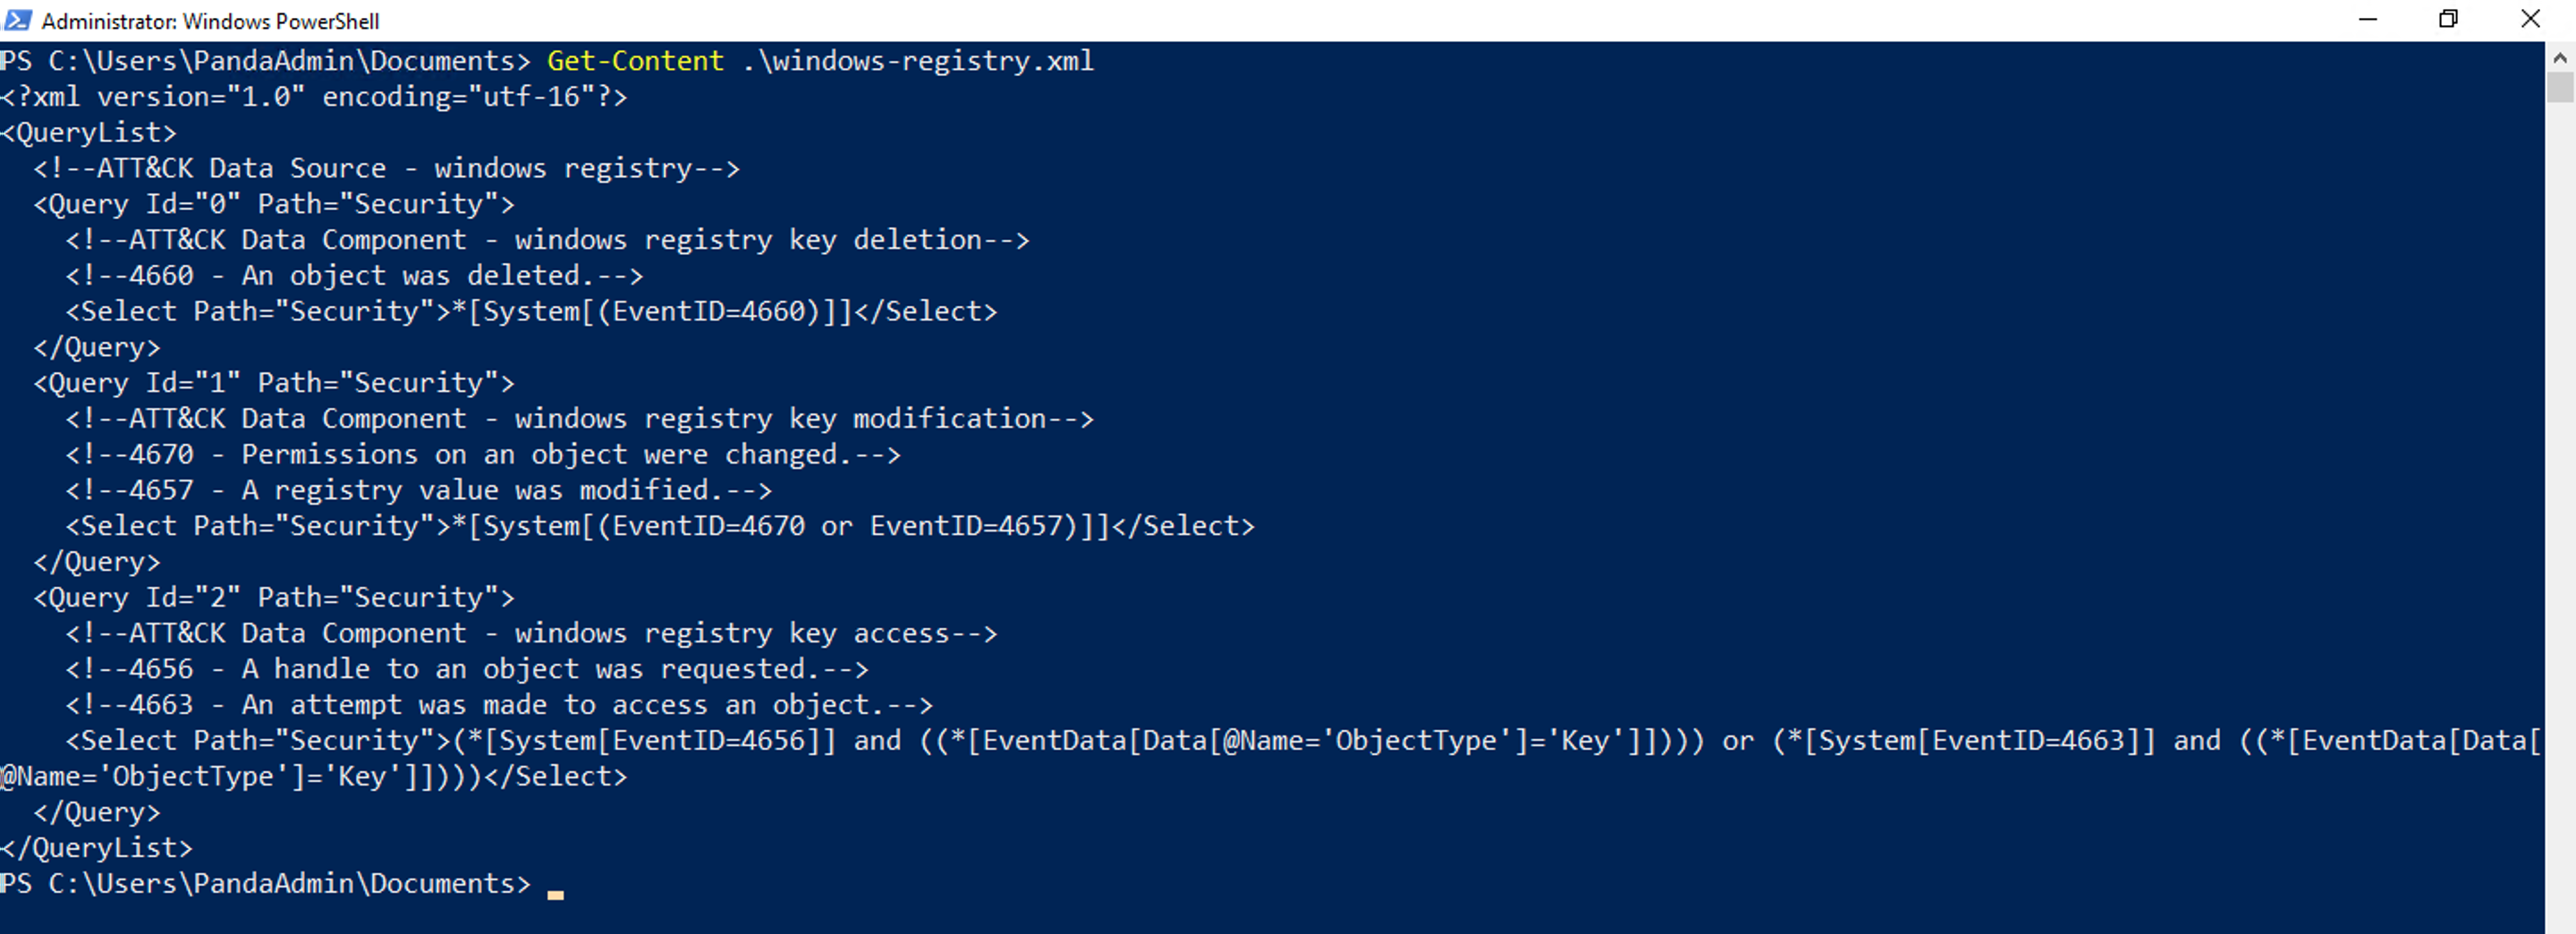 Administrator: Windows PowerShell
PS C:\Users\PandaAdmin\Documents> Get-Content .\windows-registry.xml
<?xml version="1.0" encoding="utf-16"?>
<QueryList>
  <!--ATT&CK Data Source - windows registry-->
  <Query Id="0" Path="Security">
    <!--ATT&CK Data Component - windows registry key deletion-->
    <!--4660 - An object was deleted.-->
    <Select Path="Security">*[System[(EventID=4660)]]</Select>
  </Query>
  <Query Id="1" Path="Security">
    <!--ATT&CK Data Component - windows registry key modification-->
    <!--4670 - Permissions on an object were changed.-->
    <!--4657 - A registry value was modified.-->
    <Select Path="Security">*[System[(EventID=4670 or EventID=4657)]]</Select>
  </Query>
  <Query Id="2" Path="Security">
    <!--ATT&CK Data Component - windows registry key access-->
    <!--4656 - A handle to an object was requested.-->
    <!--4663 - An attempt was made to access an object.-->
    <Select Path="Security">(*[System[EventID=4656]] and ((*[EventData[Data[@Name='ObjectType']='Key']]))) or (*[System[EventID=4663]] and ((*[EventData[Data[
@Name='ObjectType']='Key']])))</Select>
  </Query>
</QueryList>
PS C:\Users\PandaAdmin\Documents>